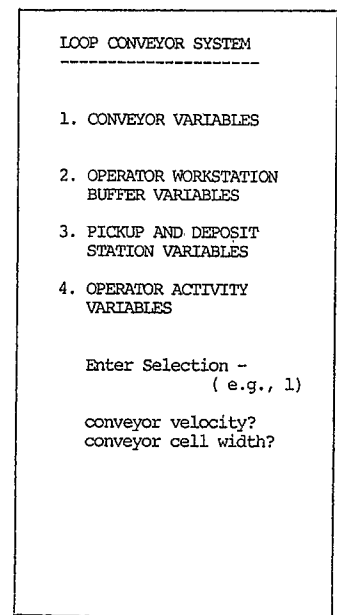 LOOP CONVEYOR SYSTEM
---------------------
1. CONVEYOR VARIABLES
2. OPERATOR WORKSTATION
BUFFER VARIABLES
3. PICKUP AND DEPOSIT
STATION VARIABLES
4. OPERATOR ACTIVITY
VARIABLES
Enter Selection -
( e.g., 1)
conveyor velocity?
conveyor cell width?